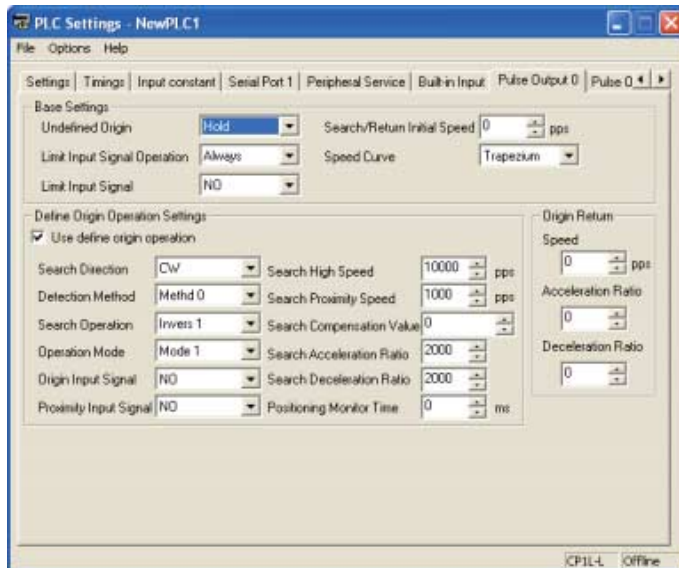 PLC Settings - NewPLC1
File Options Help
Settings Timings Input constant Serial Port 1 Peripheral Service Built-in Input Pulse Output 0 Pulse O
Base Settings
Undefined Origin Hold Search/Return Initial Speed 0 pps
Limit Input Signal Operation Always Speed Curve Trapezium
Limit Input Signal NO
Define Origin Operation Settings Origin Return
Use define origin operation Speed
0 pps
Search Direction CW Search High Speed 10000 pps
Detection Method Methd 0 Search Proximity Speed 1000 pps Acceleration Ratio
Search Operation Invers 1 Search Compensation Value 0 0
Operation Mode Mode 1 Search Acceleration Ratio 2000 Deceleration Ratio
Origin Input Signal NO Search Deceleration Ratio 2000 0
Proximity Input Signal NO Positioning Monitor Time 0 ms
CP1L-L Offline